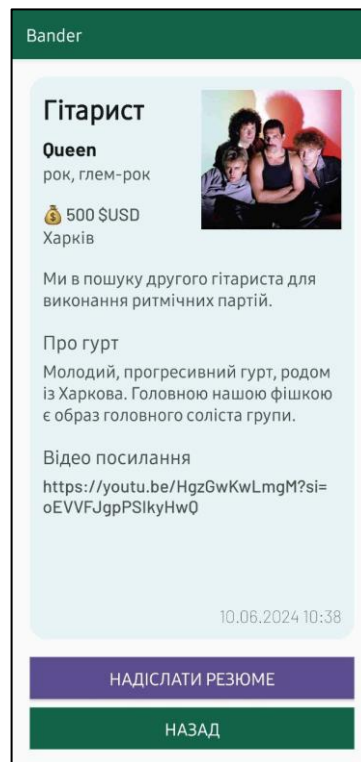 Bander
Гітарист
Queen
рок, глем-рок
💰 500 $USD
Харків
Ми в пошуку другого гітариста для
виконання ритмічних партій.
Про гурт
Молодий, прогресивний гурт, родом
із Харкова. Головною нашою фішкою
є образ головного соліста групи.
Відео посилання
https://youtu.be/HgzGwKwLmgM?si=
oEVVFJgpPSIkyHwQ
10.06.2024 10:38
НАДІСЛАТИ РЕЗЮМЕ
НАЗАД